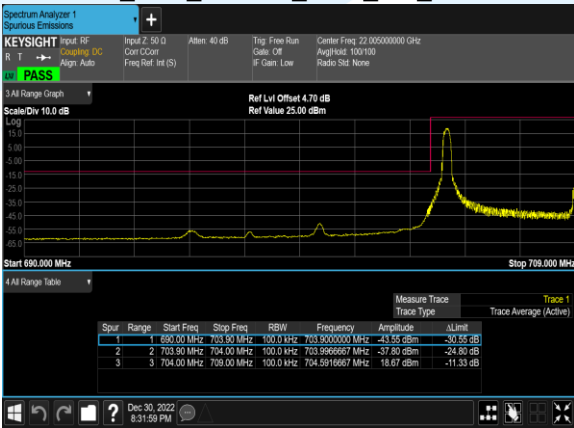 Spectrum Analyzer 1
Spurious Emissions
KEYSIGHT Input: RF Input Z: 50 Ω Atten: 40 dB Trig: Free Run Center Freq: 22.005000000 GHz
R T Coupling: DC Corr CCorr Gate: Off Avg|Hold: 100/100
Align: Auto Freq Ref: Int (S) IF Gain: Low Radio Std: None
LXI PASS
3 All Range Graph
Ref Lvl Offset 4.70 dB
Scale/Div 10.0 dB Ref Value 25.00 dBm
Log
15.0
5.00
-5.00
-15.0
-25.0
-35.0
-45.0
-55.0
-65.0
Start 690.000 MHz Stop 709.000 MHz
4 All Range Table
Measure Trace Trace 1
Trace Type Trace Average (Active)
Spur Range Start Freq Stop Freq RBW Frequency Amplitude ΔLimit
1 1 690.00 MHz 703.90 MHz 100.0 kHz 703.9000000 MHz -43.55 dBm -30.55 dB
2 2 703.90 MHz 704.00 MHz 100.0 kHz 703.9966667 MHz -37.80 dBm -24.80 dB
3 3 704.00 MHz 709.00 MHz 100.0 kHz 704.5916667 MHz 18.67 dBm -11.33 dB
? Dec 30, 2022
8:31:59 PM